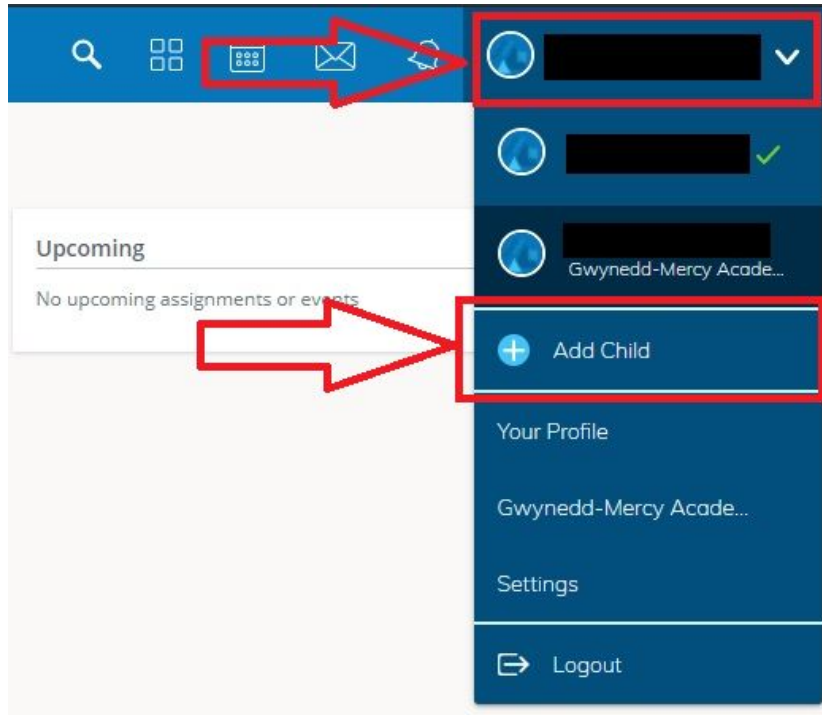 Upcoming
No upcoming assignments or events
Gwynedd-Mercy Acade...
Add Child
Your Profile
Gwynedd-Mercy Acade...
Settings
Logout